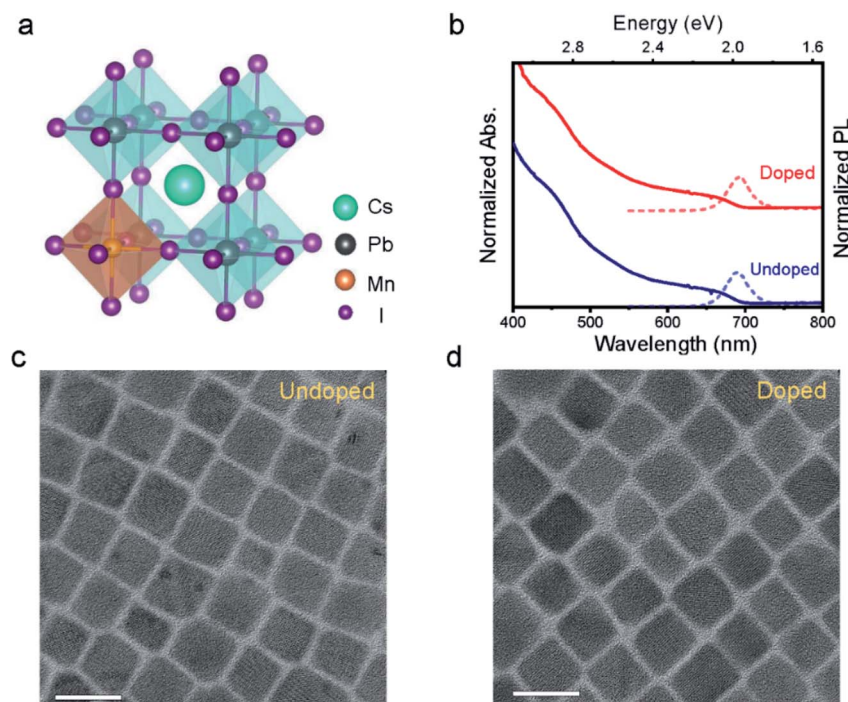 a
Cs
Pb
Mn
I
b
Energy (eV)
2.8 2.4 2.0 1.6
Normalized Abs.
Normalized PL
Doped
Undoped
400 500 600 700 800
Wavelength (nm)
c
Undoped
d
Doped